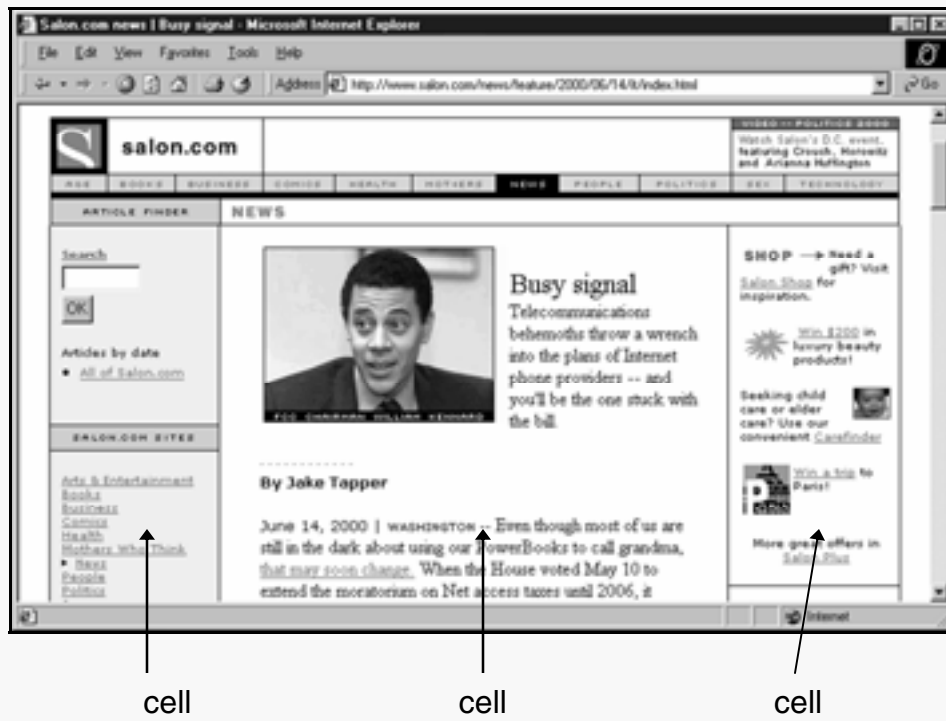 Salon.com news | Busy signal - Microsoft Internet Explorer
File Edit View Favorites Tools Help
Address http://www.salon.com/news/feature/2000/06/14/it/index.html Go
VIDEO -- POLITICS 2000
salon.com
Watch Salon's D.C. event,
featuring Crouch, Horowitz
and Arianna Huffington
BOOKS BUSINESS COMICS HEALTH MOTHERS NEWS PEOPLE POLITICS SEX TECHNOLOGY
ARTICLE FINDER
NEWS
Search
OK
Articles by date
All of Salon.com
SALON.COM SITES
Arts & Entertainment
Books
Business
Comics
Health
Mothers Who Think
News
People
Politics
FCC CHAIRMAN WILLIAM KENNARD
Busy signal
Telecommunications
behemoths throw a wrench
into the plans of Internet
phone providers -- and
you'll be the one stuck with
the bill.
------------
By Jake Tapper
June 14, 2000 | WASHINGTON -- Even though most of us are
still in the dark about using our PowerBooks to call grandma,
that may soon change. When the House voted May 10 to
extend the moratorium on Net access taxes until 2006, it
SHOP Need a
gift? Visit
Salon Shop for
inspiration.
Win $200 in
luxury beauty
products!
Seeking child
care or elder
care? Use our
convenient Carefinder
Win a trip to
Paris!
More great offers in
Salon Plus
Internet
cell cell cell